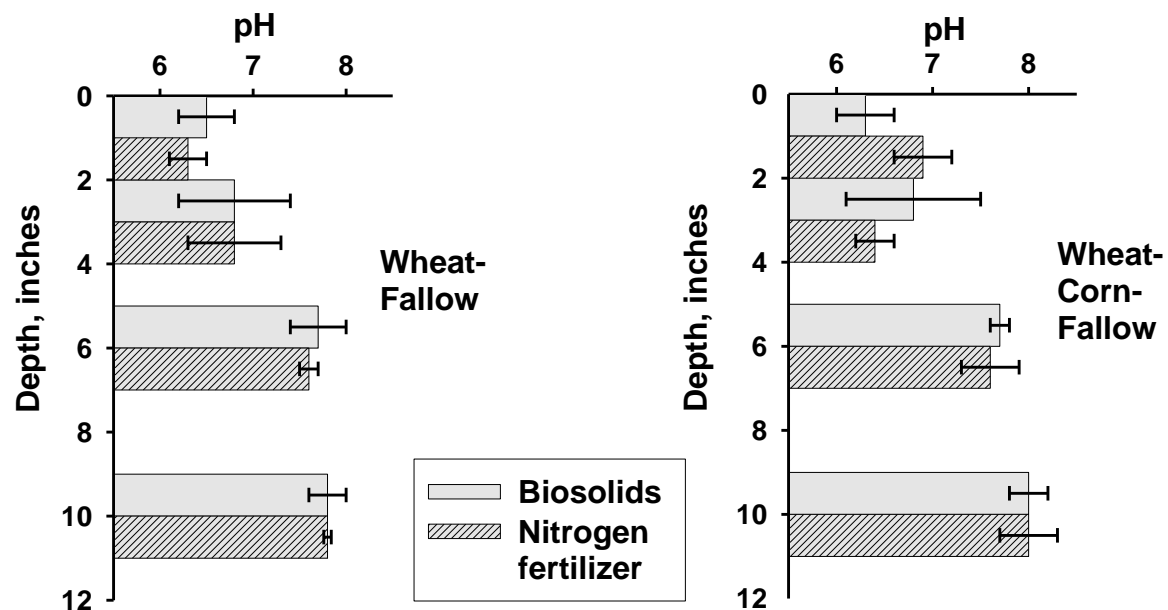 pH
6 7 8
0
2
4
6
8
10
12
Depth, inches
Wheat-
Fallow
pH
6 7 8
0
2
4
6
8
10
12
Depth, inches
Wheat-
Corn-
Fallow
Biosolids
Nitrogen
fertilizer